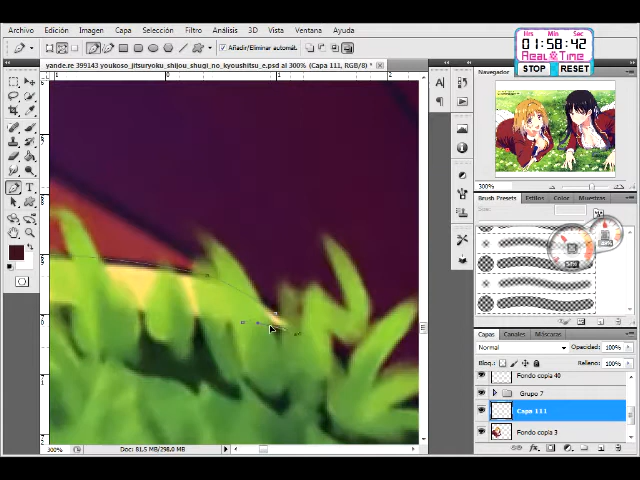 Archivo Edición Imagen Capa Selección Filtro Análisis 3D Vista Ventana Ayuda
Hrs Min Sec
01:58:42
Real & Time
STOP RESET
Añadir/Eliminar automát.
yande.re 399143 youkoso_jitsuryoku_shijou_shugi_no_kyoushitsu_e.psd al 300% (Capa 111, RGB/8) *
Navegador
300%
Brush Presets Estilos Color Muestras
Capas Canales Máscaras
Normal Opacidad: 100%
Bloq.: Relleno: 100%
Fondo copia 40
Grupo 7
Capa 111
Fondo copia 3
300% Doc: 81,5 MB/298,0 MB